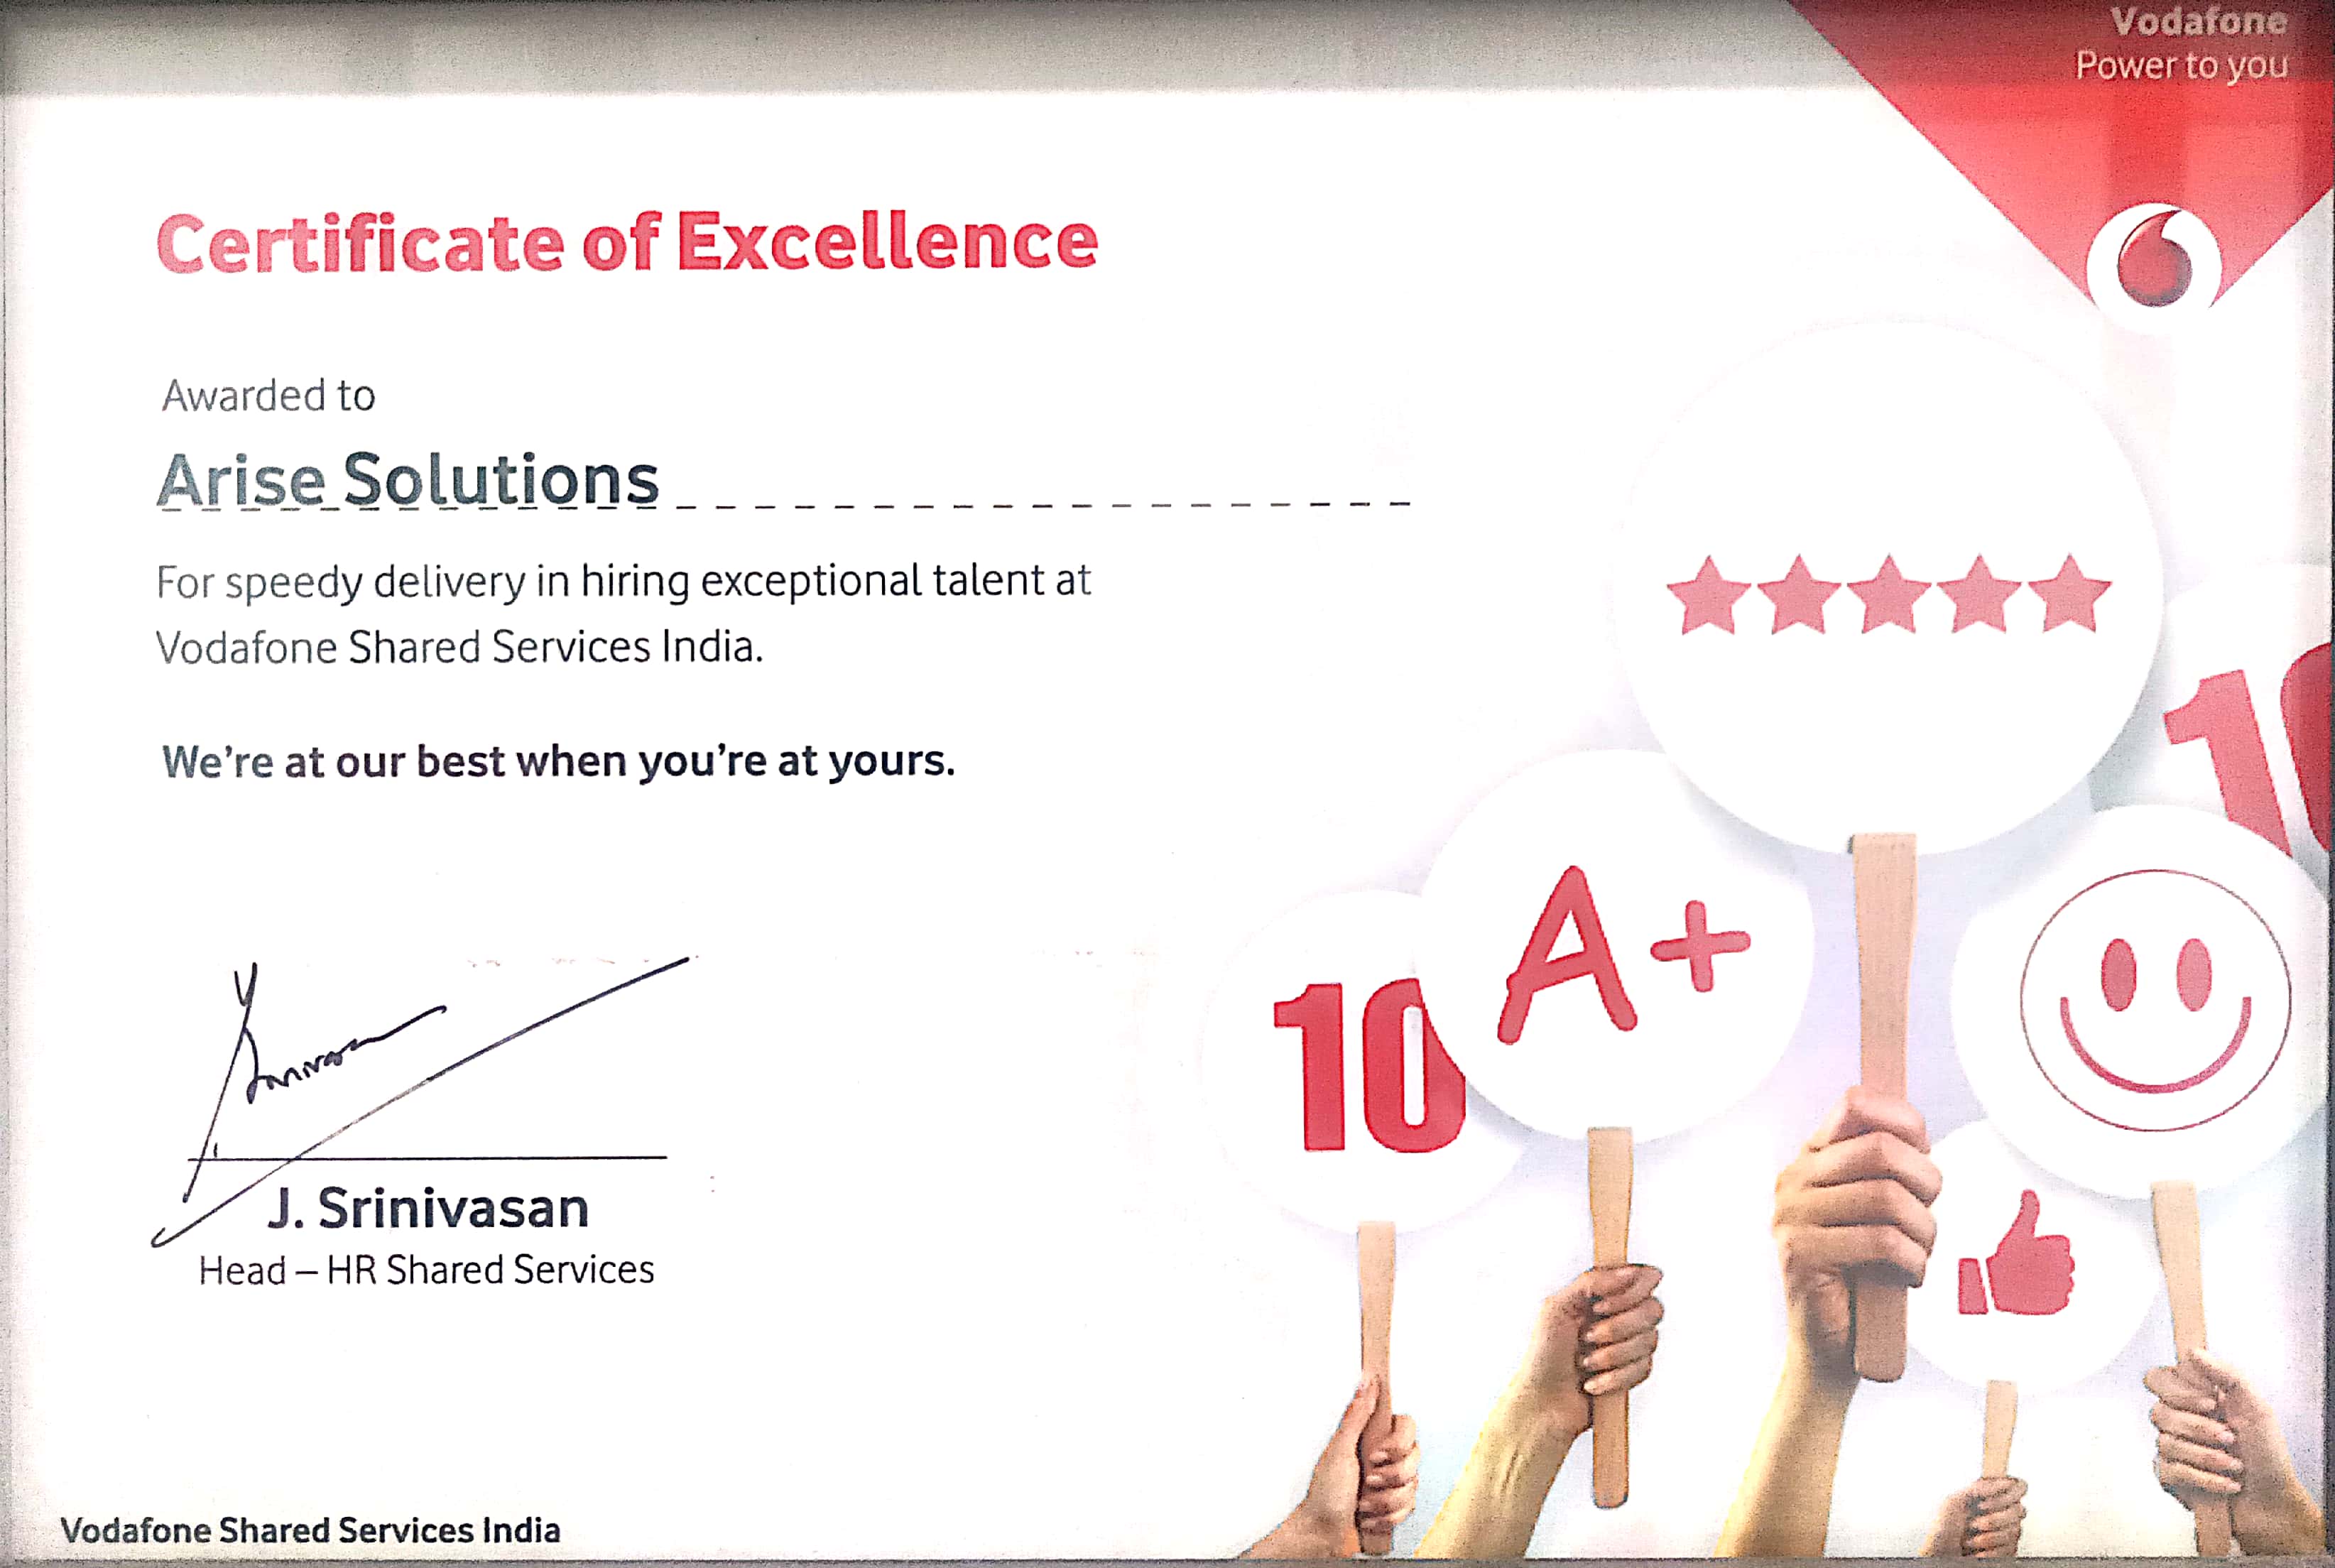 Vodafone
Power to you
Certificate of Excellence
Awarded to
Arise Solutions
For speedy delivery in hiring exceptional talent at
Vodafone Shared Services India.
We're at our best when you're at yours.
10
A+
10
Srinivasan
J. Srinivasan
Head – HR Shared Services
Vodafone Shared Services India